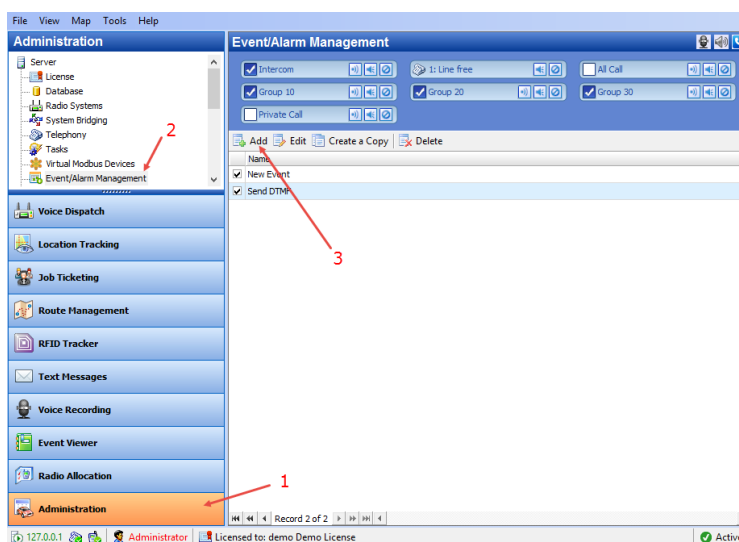 File View Map Tools Help
Administration
Server
License
Database
Radio Systems
System Bridging
Telephony
Tasks
Virtual Modbus Devices
Event/Alarm Management
2
Voice Dispatch
Location Tracking
Job Ticketing
Route Management
RFID Tracker
Text Messages
Voice Recording
Event Viewer
Radio Allocation
Administration
1
Event/Alarm Management
Intercom 1: Line free All Call
Group 10 Group 20 Group 30
Private Call
Add Edit Create a Copy Delete
Name
New Event
Send DTMF
3
Record 2 of 2
127.0.0.1 Administrator Licensed to: demo Demo License Active